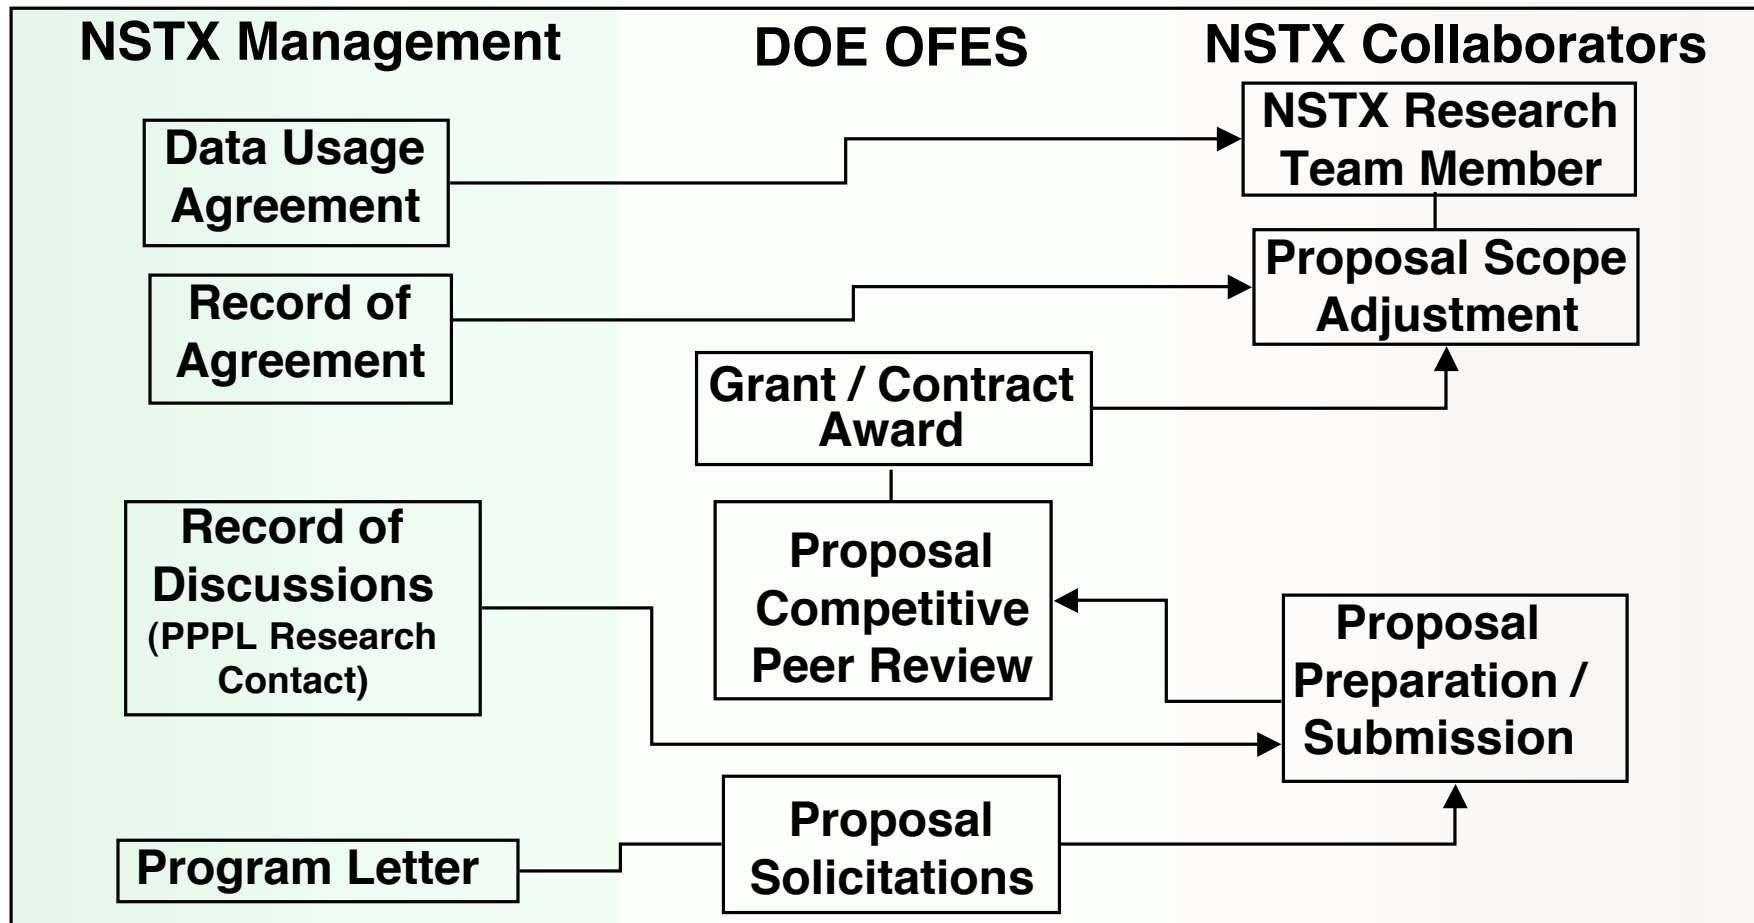 NSTX Management
DOE OFES
NSTX Collaborators
Data Usage
Agreement
NSTX Research
Team Member
Record of
Agreement
Proposal Scope
Adjustment
Grant / Contract
Award
Record of
Discussions
(PPPL Research
Contact)
Proposal
Competitive
Peer Review
Proposal
Preparation /
Submission
Program Letter
Proposal
Solicitations